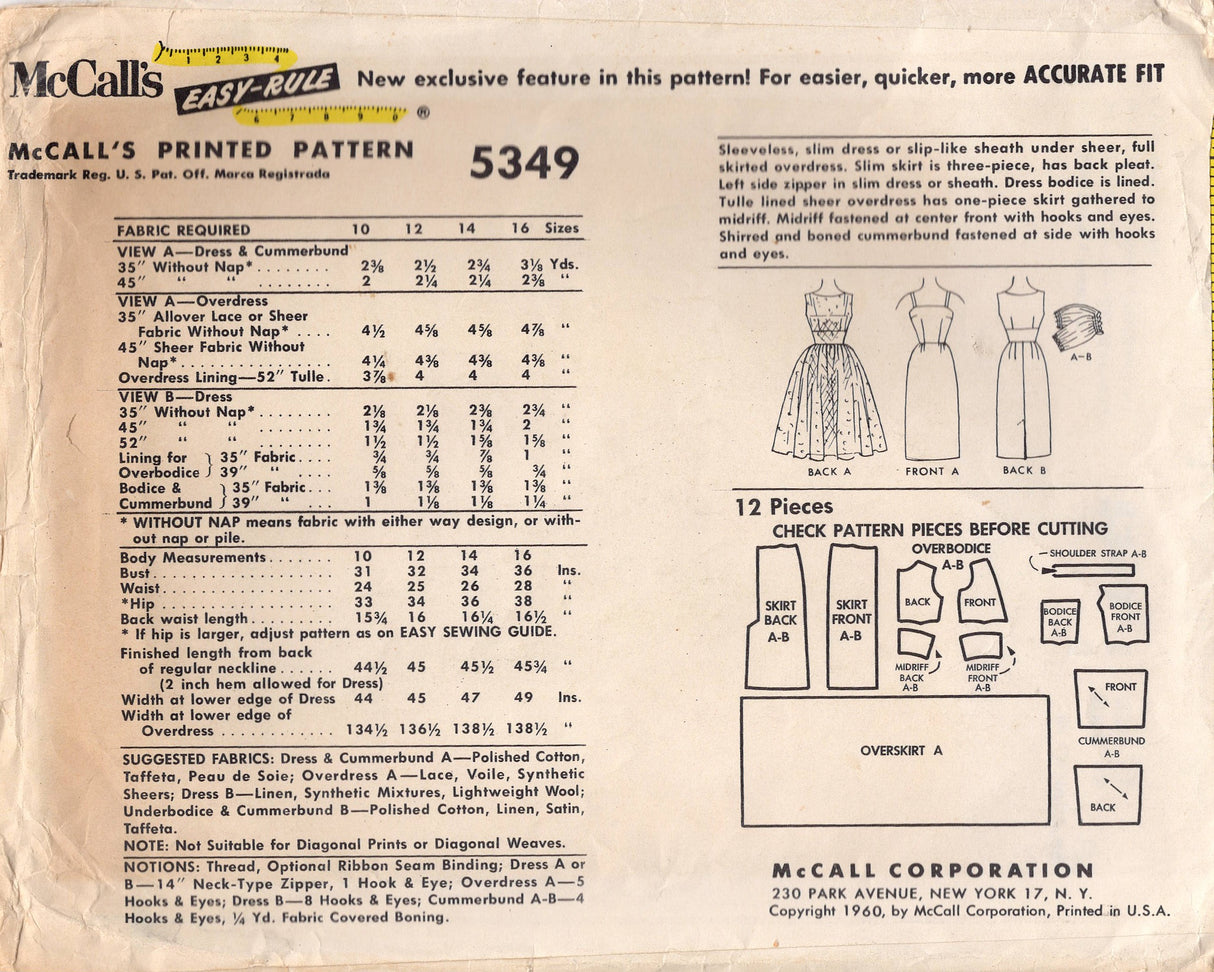 McCall's EASY-RULE ® New exclusive feature in this pattern! For easier, quicker, more ACCURATE FIT
1 2 3 4
6 7 8 9 0
McCALL'S PRINTED PATTERN 5349
Trademark Reg. U. S. Pat. Off. Marca Registrada
FABRIC REQUIRED 10 12 14 16 Sizes
VIEW A—Dress & Cummerbund
35" Without Nap* ........ 2⅜ 2½ 2¾ 3⅛ Yds.
45" " " ........ 2 2¼ 2¼ 2⅜ "
VIEW A—Overdress
35" Allover Lace or Sheer
Fabric Without Nap* .... 4½ 4⅝ 4⅝ 4⅞ "
45" Sheer Fabric Without
Nap*................. 4¼ 4⅜ 4⅜ 4⅜ "
Overdress Lining—52" Tulle. 3⅞ 4 4 4 "
VIEW B—Dress
35" Without Nap*........ 2⅛ 2⅛ 2⅜ 2¾ "
45" " " ........ 1¾ 1¾ 1¾ 2 "
52" " " ........ 1½ 1½ 1⅝ 1⅝ "
Lining for } 35" Fabric.... ¾ ¾ ⅞ 1 "
Overbodice } 39" " .... ⅝ ⅝ ⅝ ¾ "
Bodice & } 35" Fabric... 1⅜ 1⅜ 1⅜ 1⅜ "
Cummerbund } 39" " ... 1 1⅛ 1⅛ 1¼ "
* WITHOUT NAP means fabric with either way design, or with-
out nap or pile.
Body Measurements....... 10 12 14 16
Bust................... 31 32 34 36 Ins.
Waist.................. 24 25 26 28 "
*Hip .................. 33 34 36 38 "
Back waist length......... 15¾ 16 16¼ 16½ "
* If hip is larger, adjust pattern as on EASY SEWING GUIDE.
Finished length from back
of regular neckline...... 44½ 45 45½ 45¾ "
(2 inch hem allowed for Dress)
Width at lower edge of Dress 44 45 47 49 Ins.
Width at lower edge of
Overdress ............ 134½ 136½ 138½ 138½ "
SUGGESTED FABRICS: Dress & Cummerbund A—Polished Cotton,
Taffeta, Peau de Soie; Overdress A—Lace, Voile, Synthetic
Sheers; Dress B—Linen, Synthetic Mixtures, Lightweight Wool;
Underbodice & Cummerbund B—Polished Cotton, Linen, Satin,
Taffeta.
NOTE: Not Suitable for Diagonal Prints or Diagonal Weaves.
NOTIONS: Thread, Optional Ribbon Seam Binding; Dress A or
B—14" Neck-Type Zipper, 1 Hook & Eye; Overdress A—5
Hooks & Eyes; Dress B—8 Hooks & Eyes; Cummerbund A-B—4
Hooks & Eyes, ¼ Yd. Fabric Covered Boning.
Sleeveless, slim dress or slip-like sheath under sheer, full
skirted overdress. Slim skirt is three-piece, has back pleat.
Left side zipper in slim dress or sheath. Dress bodice is lined.
Tulle lined sheer overdress has one-piece skirt gathered to
midriff. Midriff fastened at center front with hooks and eyes.
Shirred and boned cummerbund fastened at side with hooks
and eyes.
A-B
BACK A FRONT A BACK B
12 Pieces
CHECK PATTERN PIECES BEFORE CUTTING
SKIRT
BACK
A-B
SKIRT
FRONT
A-B
OVERBODICE
A-B
BACK
FRONT
MIDRIFF
BACK
A-B
MIDRIFF
FRONT
A-B
SHOULDER STRAP A-B
BODICE
BACK
A-B
BODICE
FRONT
A-B
OVERSKIRT A
FRONT
CUMMERBUND
A-B
BACK
McCALL CORPORATION
230 PARK AVENUE, NEW YORK 17, N. Y.
Copyright 1960, by McCall Corporation, Printed in U.S.A.